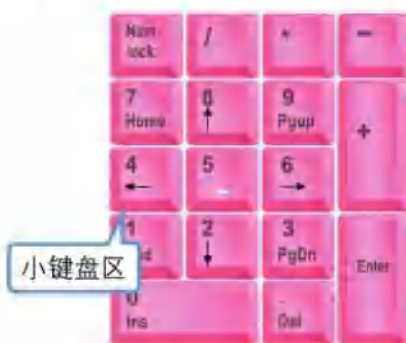 Num / * -
lock
7 8 9
Home ↑ Pgup +
4 5 6
← - →
1 2 3
↓ PgDn Enter
小键盘区
0 .
Ins Del